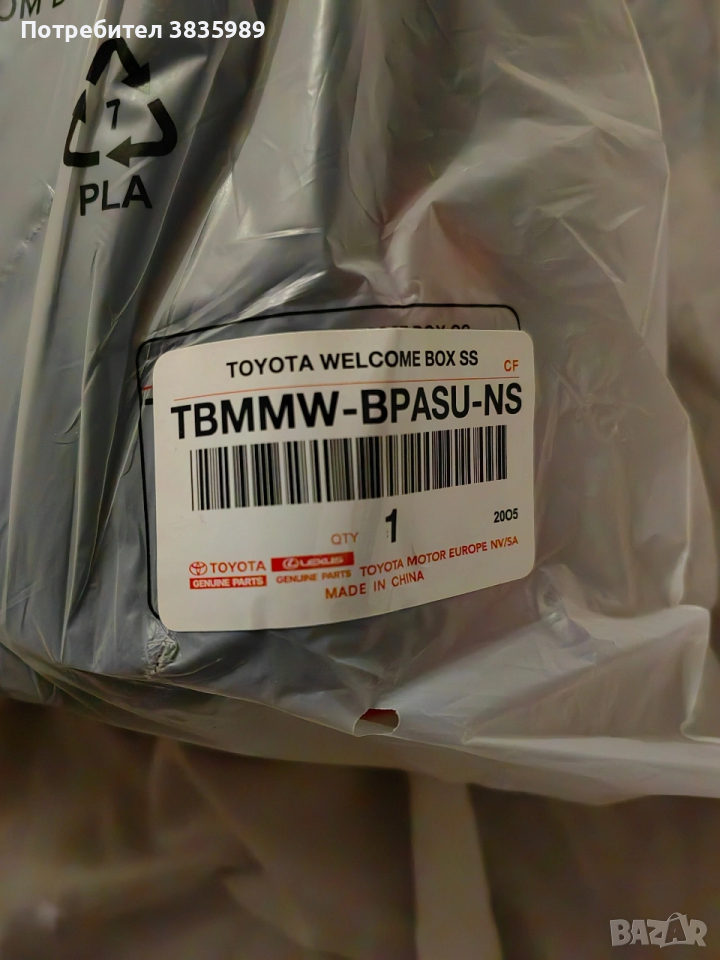 Потребител 3835989
7
PLA
TOYOTA WELCOME BOX SS
CF
TBMMW-BPASU-NS
QTY 1 2005
TOYOTA LEXUS TOYOTA MOTOR EUROPE NV/SA
GENUINE PARTS GENUINE PARTS
MADE IN CHINA
BAZAR